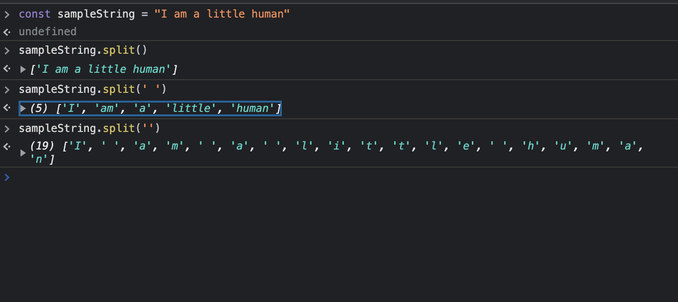 const sampleString = "I am a little human"
undefined
sampleString.split()
['I am a little human']
sampleString.split(' ')
(5) ['I', 'am', 'a', 'little', 'human']
sampleString.split('')
(19) ['I', ' ', 'a', 'm', ' ', 'a', ' ', 'l', 'i', 't', 't', 'l', 'e', ' ', 'h', 'u', 'm', 'a',
'n']